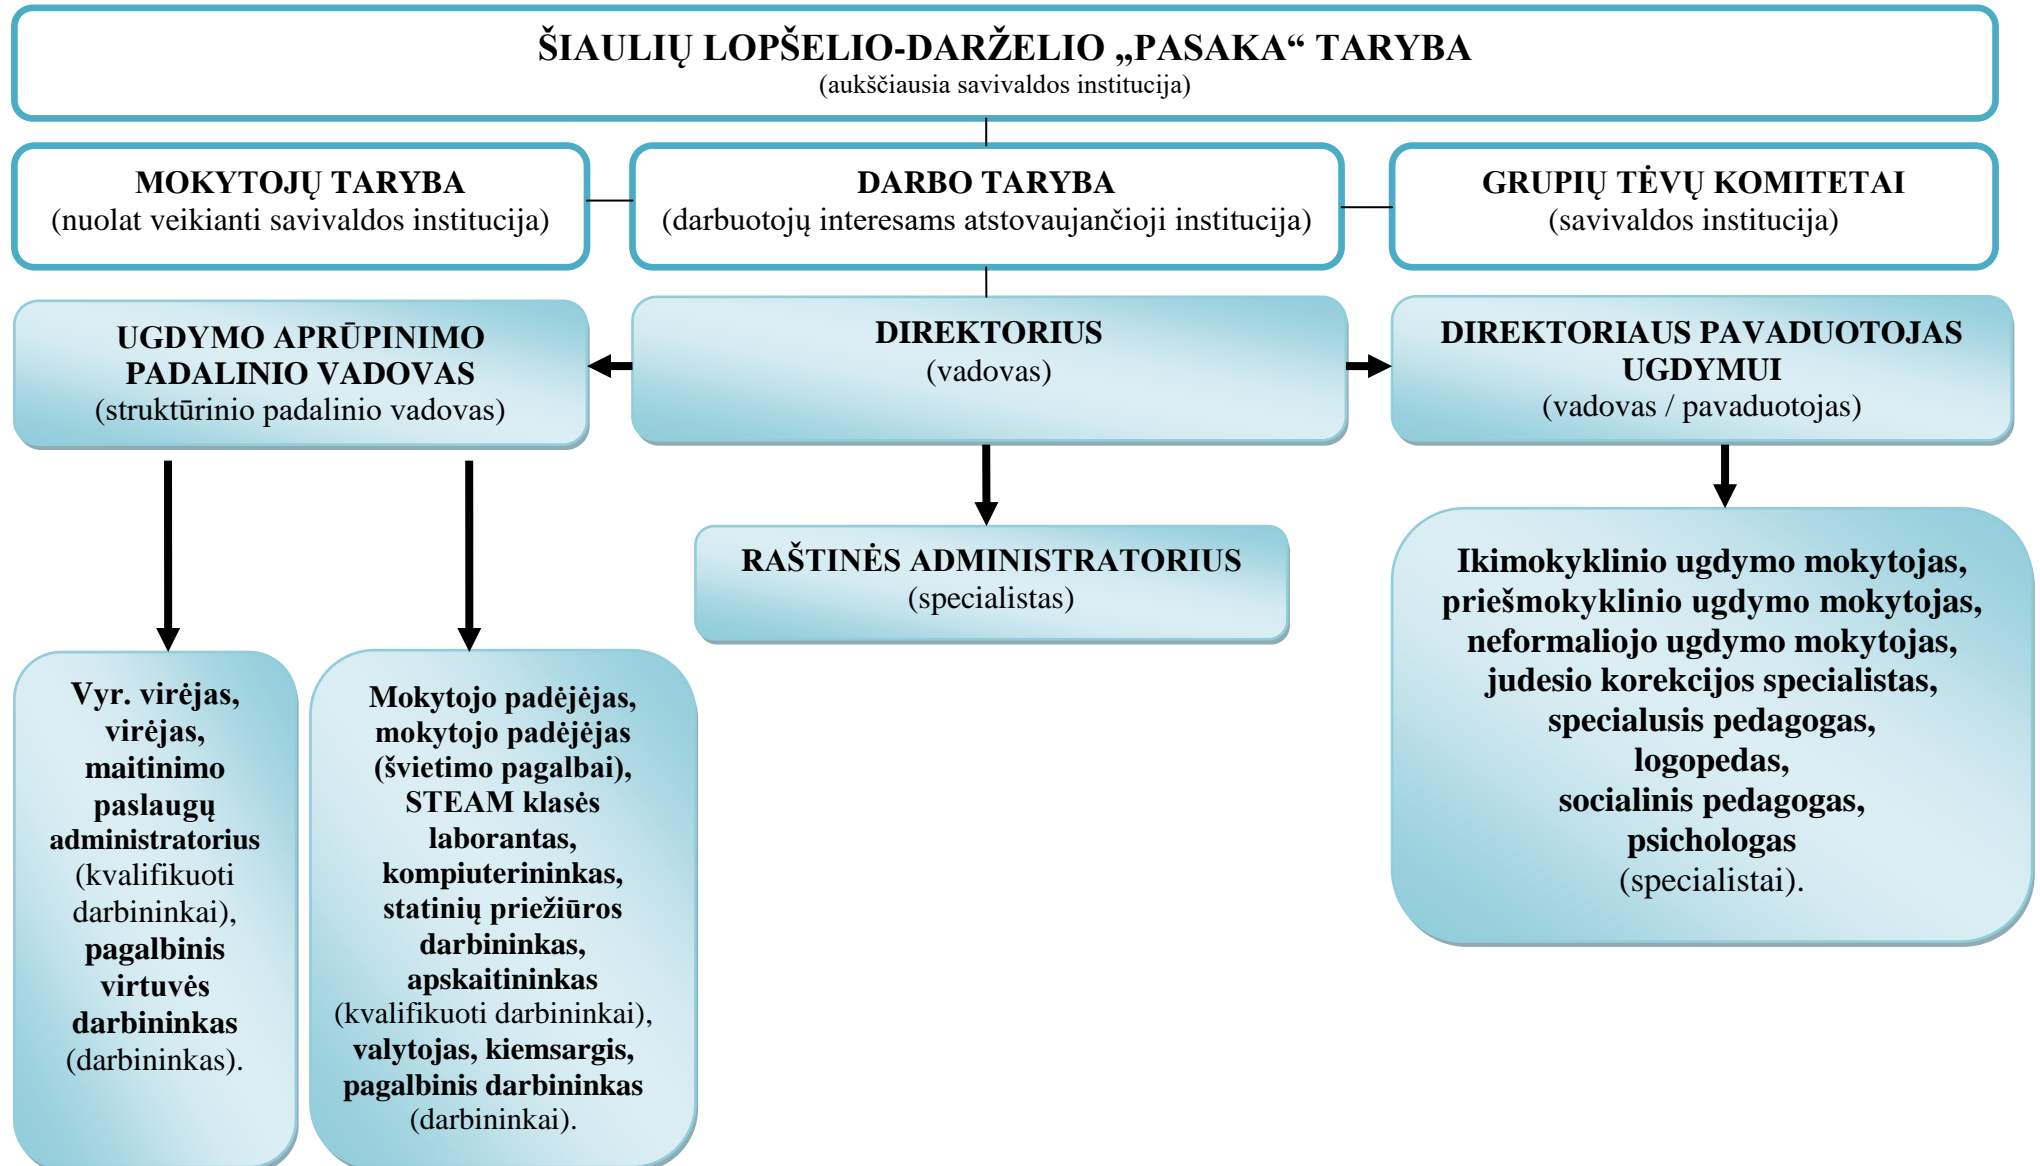 ŠIAULIŲ LOPŠELIO-DARŽELIO „PASAKA“ TARYBA
(aukščiausia savivaldos institucija)
MOKYTOJŲ TARYBA
(nuolat veikianti savivaldos institucija)
DARBO TARYBA
(darbuotojų interesams atstovaujančioji institucija)
GRUPIŲ TĖVŲ KOMITETAI
(savivaldos institucija)
UGDYMO APRŪPINIMO
PADALINIO VADOVAS
(struktūrinio padalinio vadovas)
DIREKTORIUS
(vadovas)
DIREKTORIAUS PAVADUOTOJAS
UGDYMUI
(vadovas / pavaduotojas)
Vyr. virėjas,
virėjas,
maitinimo
paslaugų
administratorius
(kvalifikuoti
darbininkai),
pagalbinis
virtuvės
darbininkas
(darbininkas).
Mokytojo padėjėjas,
mokytojo padėjėjas
(švietimo pagalbai),
STEAM klasės
laborantas,
kompiuterininkas,
statinių priežiūros
darbininkas,
apskaitininkas
(kvalifikuoti darbininkai),
valytojas, kiemsargis,
pagalbinis darbininkas
(darbininkai).
RAŠTINĖS ADMINISTRATORIUS
(specialistas)
Ikimokyklinio ugdymo mokytojas,
priešmokyklinio ugdymo mokytojas,
neformaliojo ugdymo mokytojas,
judesio korekcijos specialistas,
specialusis pedagogas,
logopedas,
socialinis pedagogas,
psichologas
(specialistai).